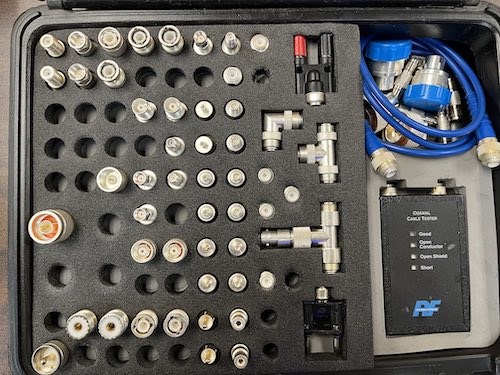 COAXIAL
CABLE TESTER
Good
Open
Conductor
Open Shield
Short
RF